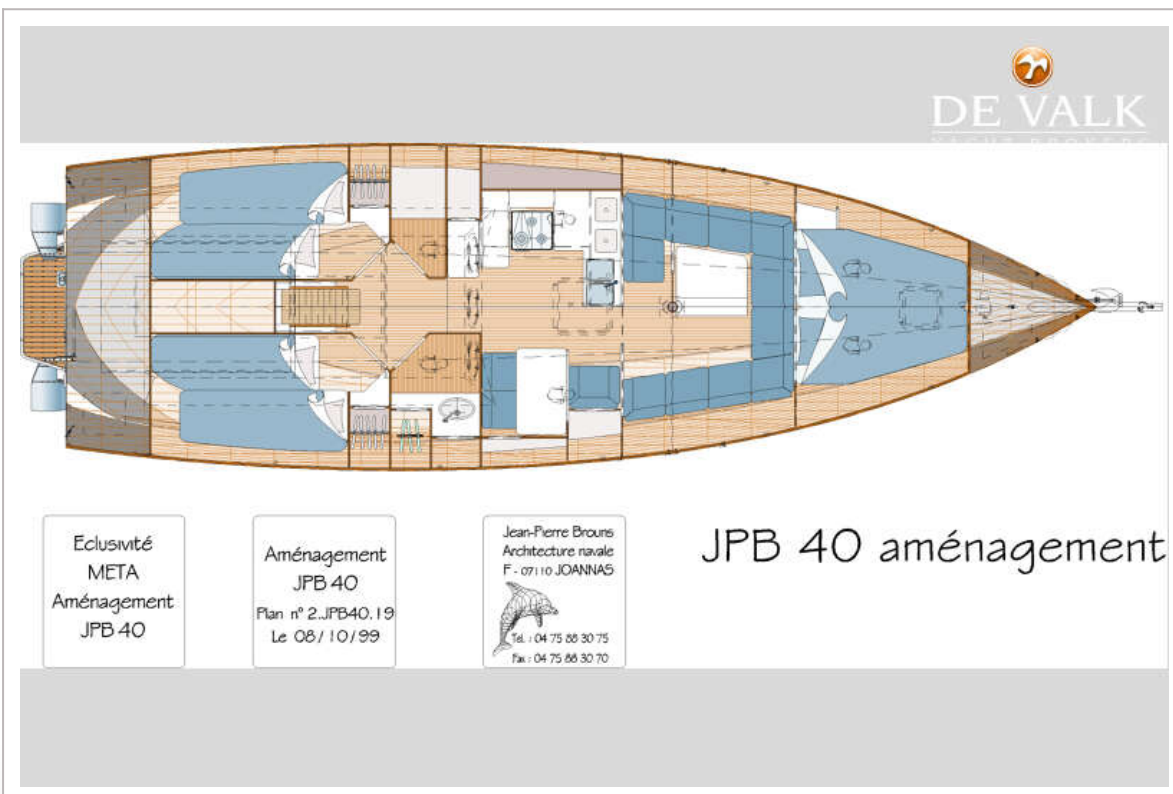 DE VALK
YACHT BROKERS
Eclusivité
META
Aménagement
JPB 40
Aménagement
JPB 40
Plan n° 2.JPB40.19
Le 08/10/99
Jean-Pierre Brouns
Architecture navale
F - 07110 JOANNAS
Tel. : 04 75 88 30 75
Fax : 04 75 88 30 70
JPB 40 aménagement